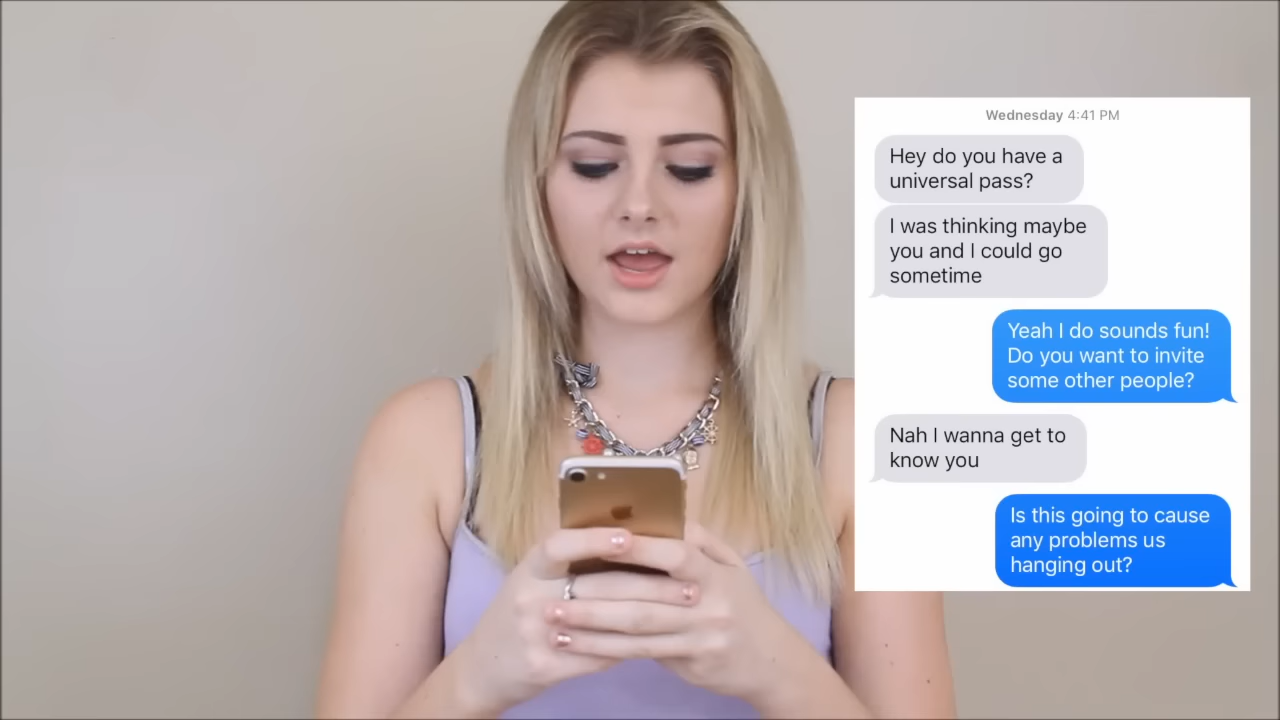 Wednesday 4:41 PM
Hey do you have a
universal pass?
I was thinking maybe
you and I could go
sometime
Yeah I do sounds fun!
Do you want to invite
some other people?
Nah I wanna get to
know you
Is this going to cause
any problems us
hanging out?